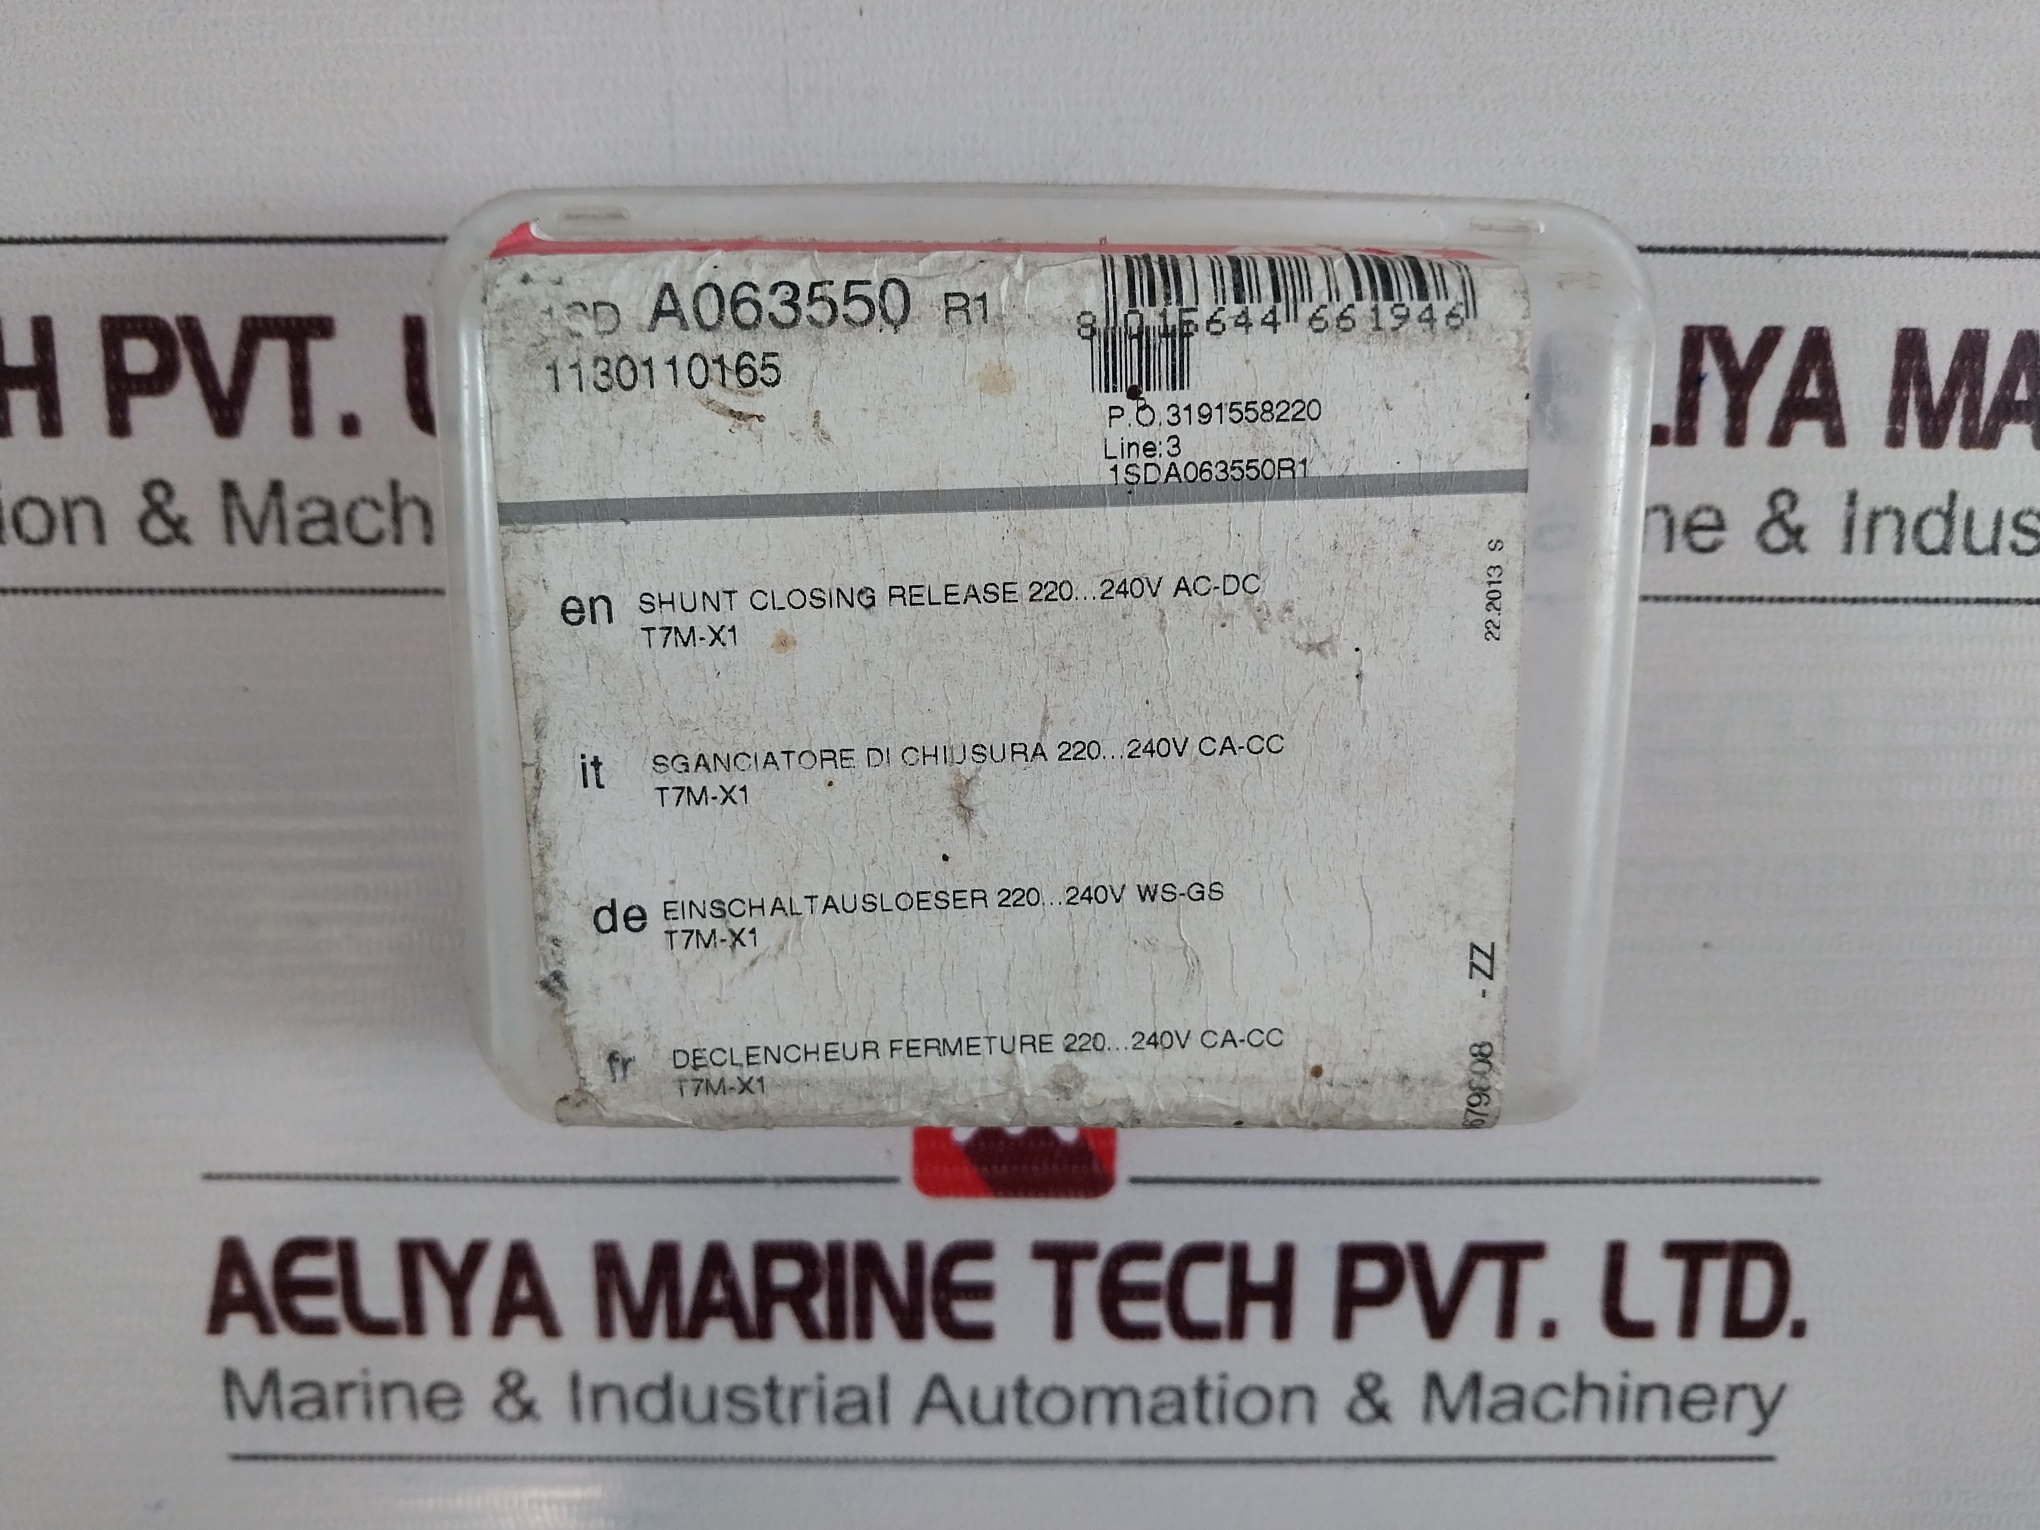 1SD A063550 R1
8 015644 661946
1130110165
P.O.3191558220
Line:3
1SDA063550R1
en SHUNT CLOSING RELEASE 220...240V AC-DC
T7M-X1
22.2013 S
it SGANCIATORE DI CHIUSURA 220...240V CA-CC
T7M-X1
de EINSCHALTAUSLOESER 220...240V WS-GS
T7M-X1
fr DECLENCHEUR FERMETURE 220...240V CA-CC
T7M-X1
- ZZ
H PVT.
ion & Mach
LIYA MA
ne & Indus
AELIYA MARINE TECH PVT. LTD.
Marine & Industrial Automation & Machinery